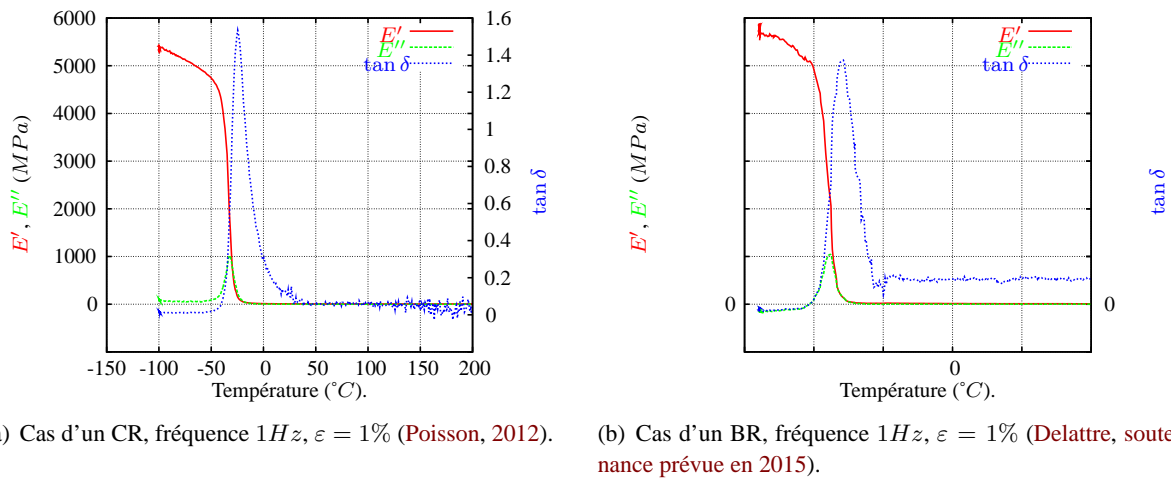 6000
5000
4000
3000
2000
1000
0
1.6
1.4
1.2
1
0.8
0.6
0.4
0.2
0
-150 -100 -50 0 50 100 150 200
E', E'' (MPa)
tan δ
E'
E''
tan δ
Température (°C).
0
0
0
E', E'' (MPa)
tan δ
E'
E''
tan δ
Température (°C).
) Cas d'un CR, fréquence 1Hz, ε = 1% (Poisson, 2012).
(b) Cas d'un BR, fréquence 1Hz, ε = 1% (Delattre, soute
nance prévue en 2015).